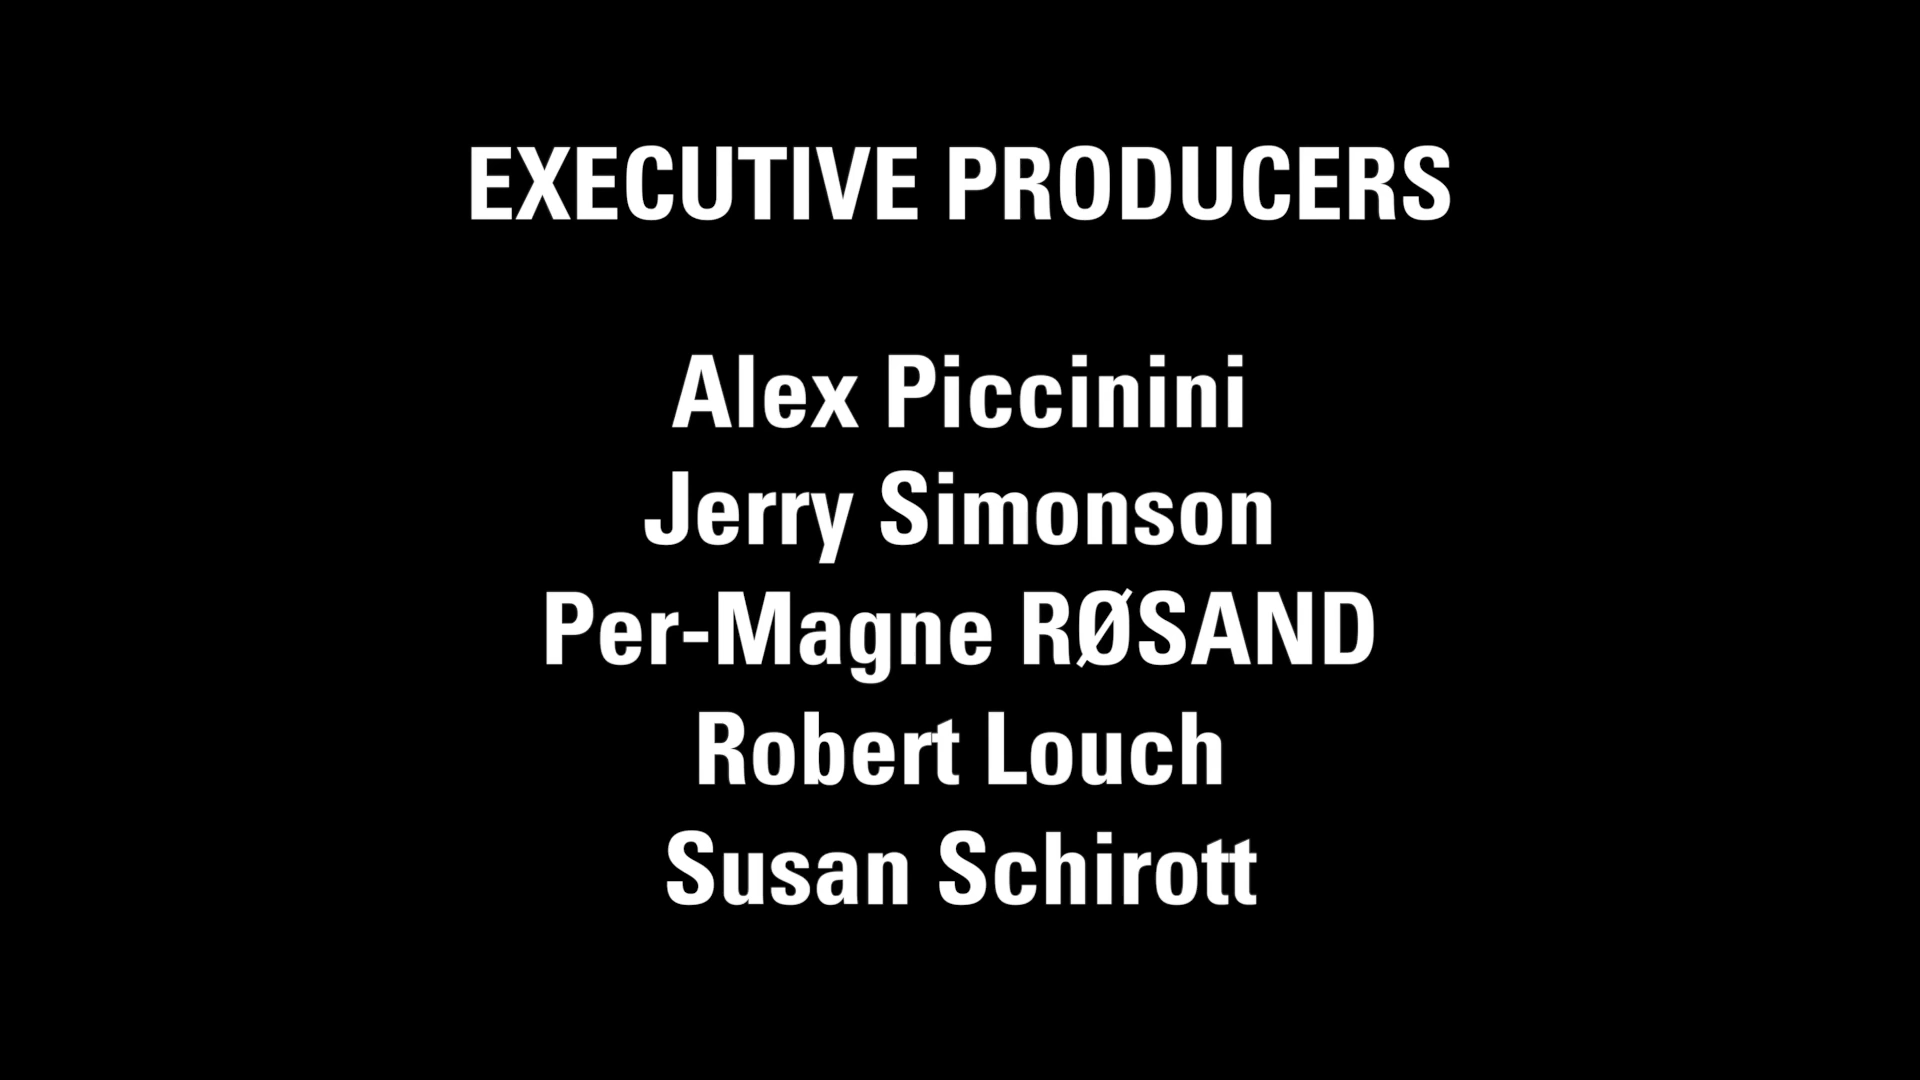 EXECUTIVE PRODUCERS
Alex Piccinini
Jerry Simonson
Per-Magne RØSAND
Robert Louch
Susan Schirott